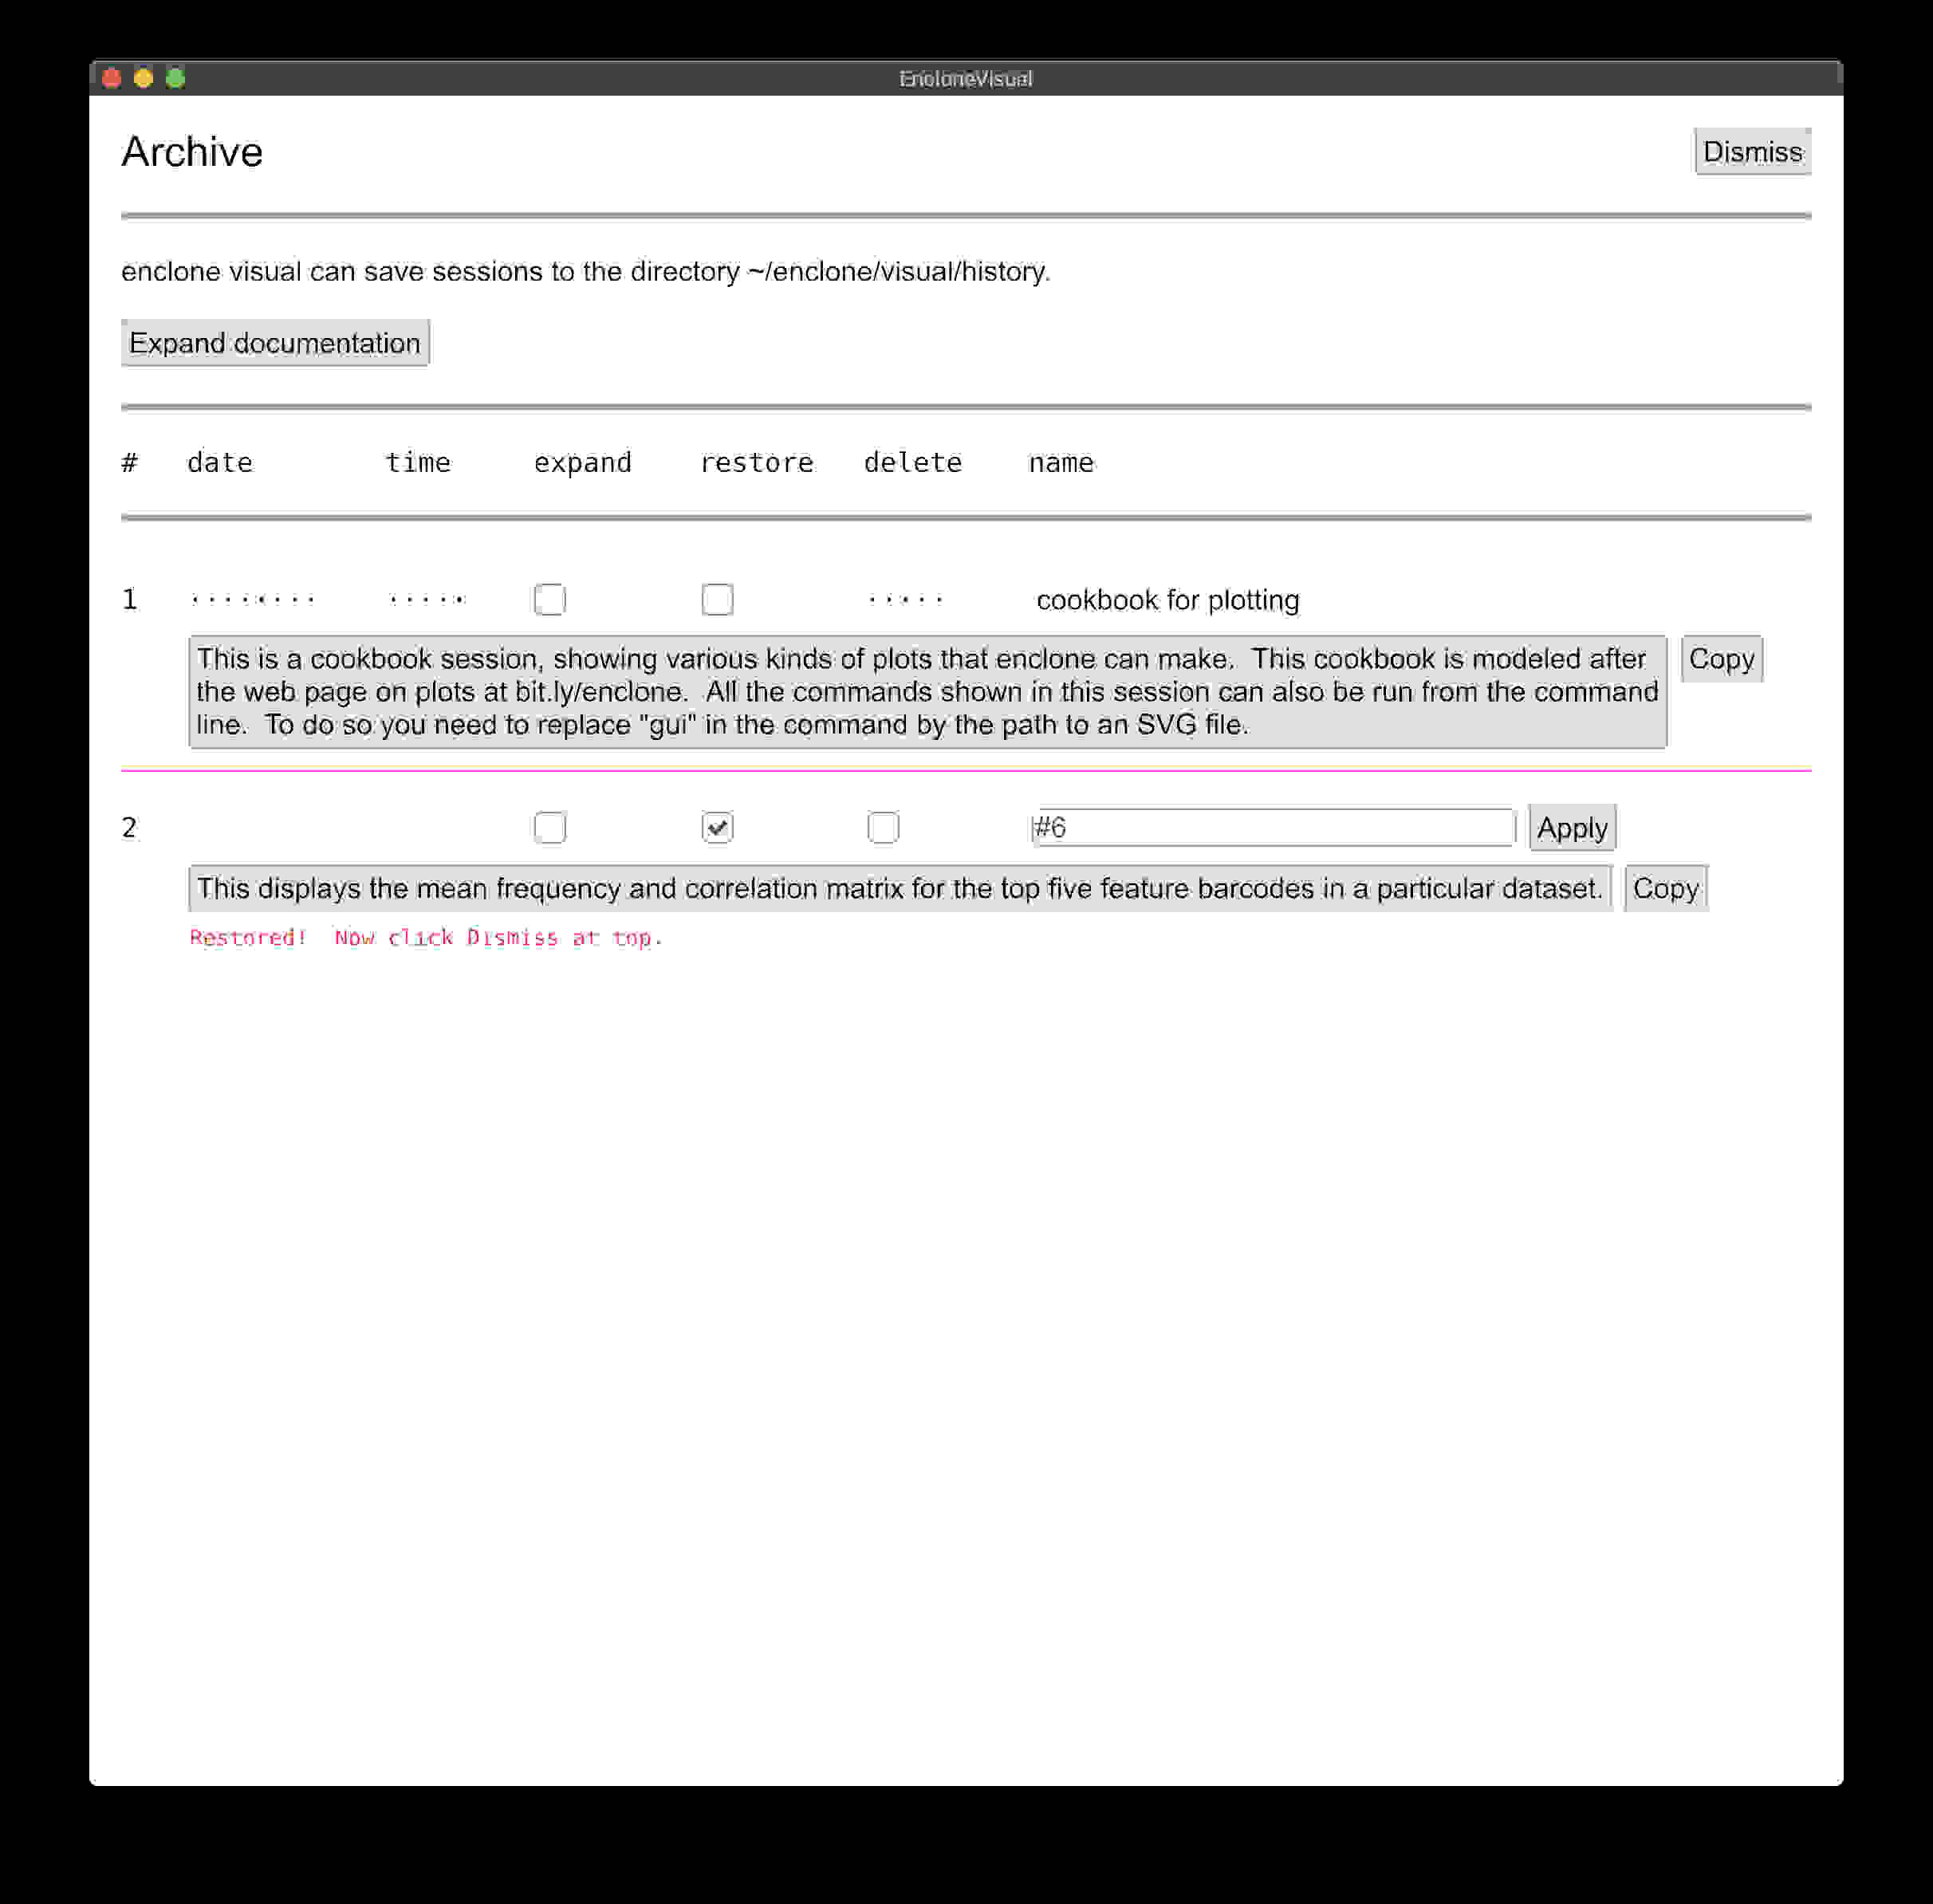 EncloneVisual
Archive Dismiss
enclone visual can save sessions to the directory ~/enclone/visual/history.
Expand documentation
# date time expand restore delete name
1 ········ ····· ····· cookbook for plotting
This is a cookbook session, showing various kinds of plots that enclone can make.  This cookbook is modeled after Copy
the web page on plots at bit.ly/enclone.  All the commands shown in this session can also be run from the command
line.  To do so you need to replace "gui" in the command by the path to an SVG file.
2 #6 Apply
This displays the mean frequency and correlation matrix for the top five feature barcodes in a particular dataset. Copy
Restored!  Now click Dismiss at top.